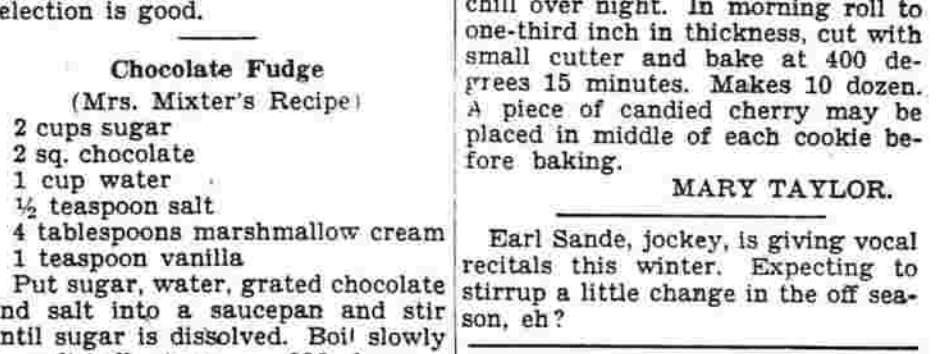 election is good.
Chocolate Fudge
(Mrs. Mixter's Recipe)
2 cups sugar
2 sq. chocolate
1 cup water
½ teaspoon salt
4 tablespoons marshmallow cream
1 teaspoon vanilla
Put sugar, water, grated chocolate
nd salt into a saucepan and stir
ntil sugar is dissolved. Boil slowly
chill over night. In morning roll to
one-third inch in thickness, cut with
small cutter and bake at 400 de-
grees 15 minutes. Makes 10 dozen.
A piece of candied cherry may be
placed in middle of each cookie be-
fore baking.
MARY TAYLOR.
Earl Sande, jockey, is giving vocal
recitals this winter. Expecting to
stirrup a little change in the off sea-
son, eh?